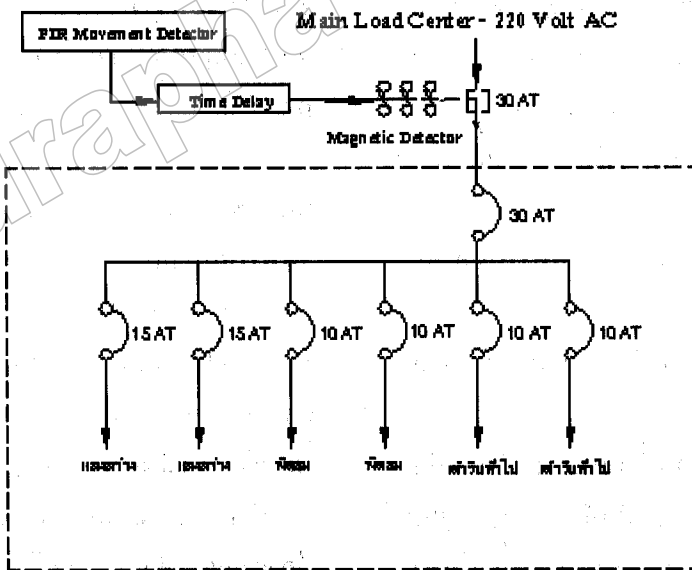 Main Load Center - 220 Volt AC
PIR Movement Detector
Time Delay
30 AT
Magnetic Detector
30 AT
15 AT 15 AT 10 AT 10 AT 10 AT 10 AT
แสงสว่าง แสงสว่าง พัดลม พัดลม เต้ารับทั่วไป เต้ารับทั่วไป
urapha